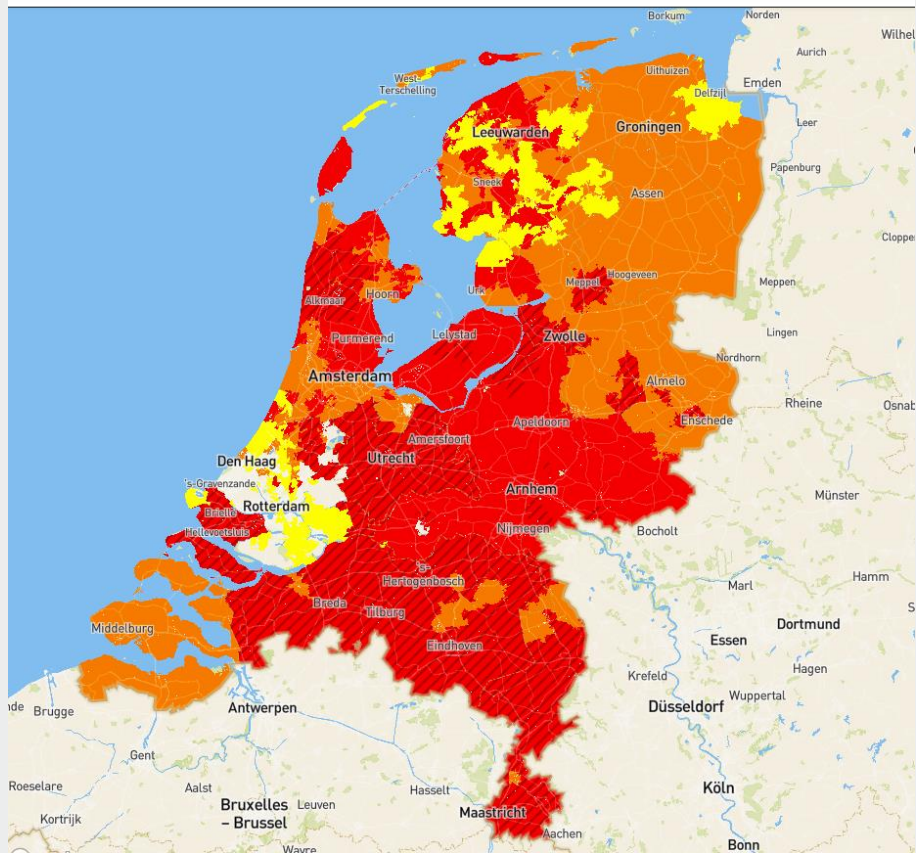 Borkum
Norden
Wilhel
Aurich
West-
Terschelling
Uithuizen
Emden
Delfzijl
Leer
Leeuwarden
Groningen
Papenburg
Sneek
Assen
Cloppen
Meppel
Hoogeveen
Meppen
Urk
Alkmaar
Hoorn
Lingen
Purmerend
Lelystad
Zwolle
Nordhorn
Amsterdam
Almelo
Rheine
Osnab
Apeldoorn
Enschede
Amersfoort
Den Haag
Utrecht
's-Gravenzande
Arnhem
Münster
Rotterdam
Brielle
Hellevoetsluis
Nijmegen
Bocholt
's-
Hertogenbosch
Hamm
Marl
Breda
Tilburg
Dortmund
Middelburg
Essen
Eindhoven
Hagen
Krefeld
Wuppertal
Antwerpen
Düsseldorf
nde
Brugge
Gent
Roeselare
Aalst
Hasselt
Köln
Bruxelles
– Brussel
Leuven
Maastricht
Kortrijk
Aachen
Bonn
Wavre